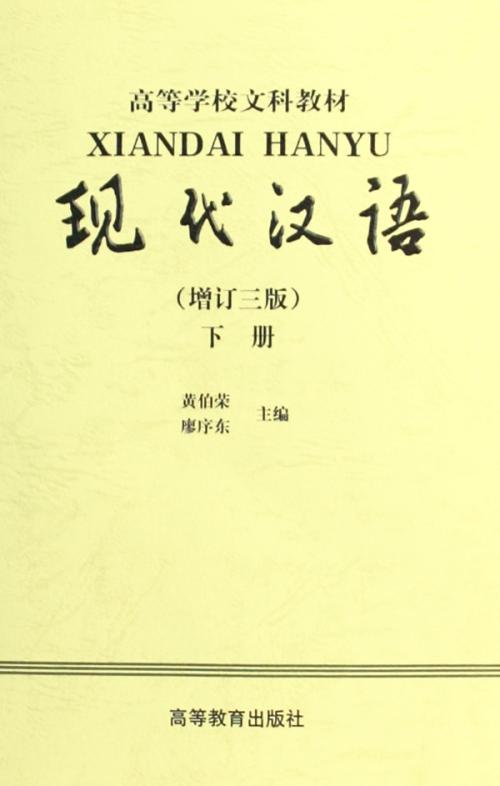 高等学校文科教材
XIANDAI HANYU
现代汉语
（增订三版）
下 册
黄伯荣
廖序东 主编
高等教育出版社